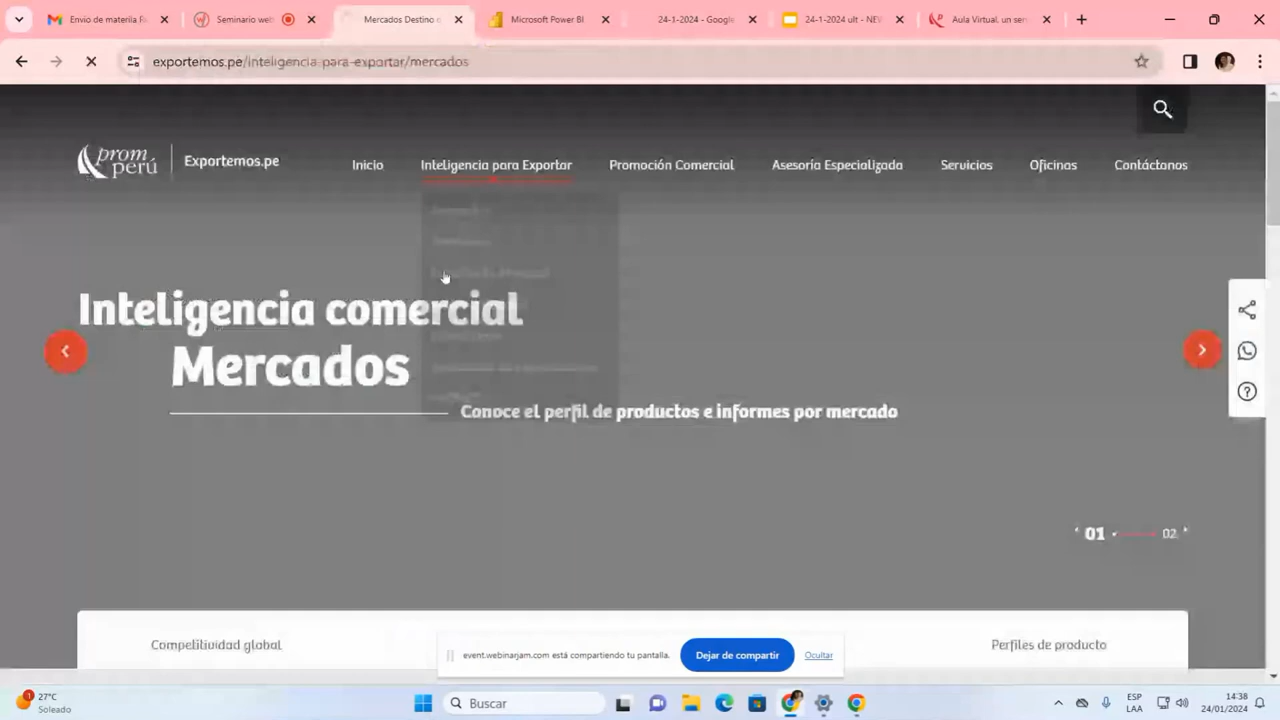 Envío de materila R
Seminario web
Mercados Destino o
Microsoft Power BI
24-1-2024 - Google
24-1-2024 ult - NEW
Aula Virtual, un ser
exportemos.pe/inteligencia-para-exportar/mercados
prom
perú
Exportemos.pe
Inicio
Inteligencia para Exportar
Promoción Comercial
Asesoría Especializada
Servicios
Oficinas
Contáctanos
Inteligencia comercial
Mercados
Conoce el perfil de productos e informes por mercado
01
02
Competitividad global
Perfiles de producto
event.webinarjam.com está compartiendo tu pantalla.
Dejar de compartir
Ocultar
1
27°C
Soleado
Buscar
ESP
LAA
14:38
24/01/2024